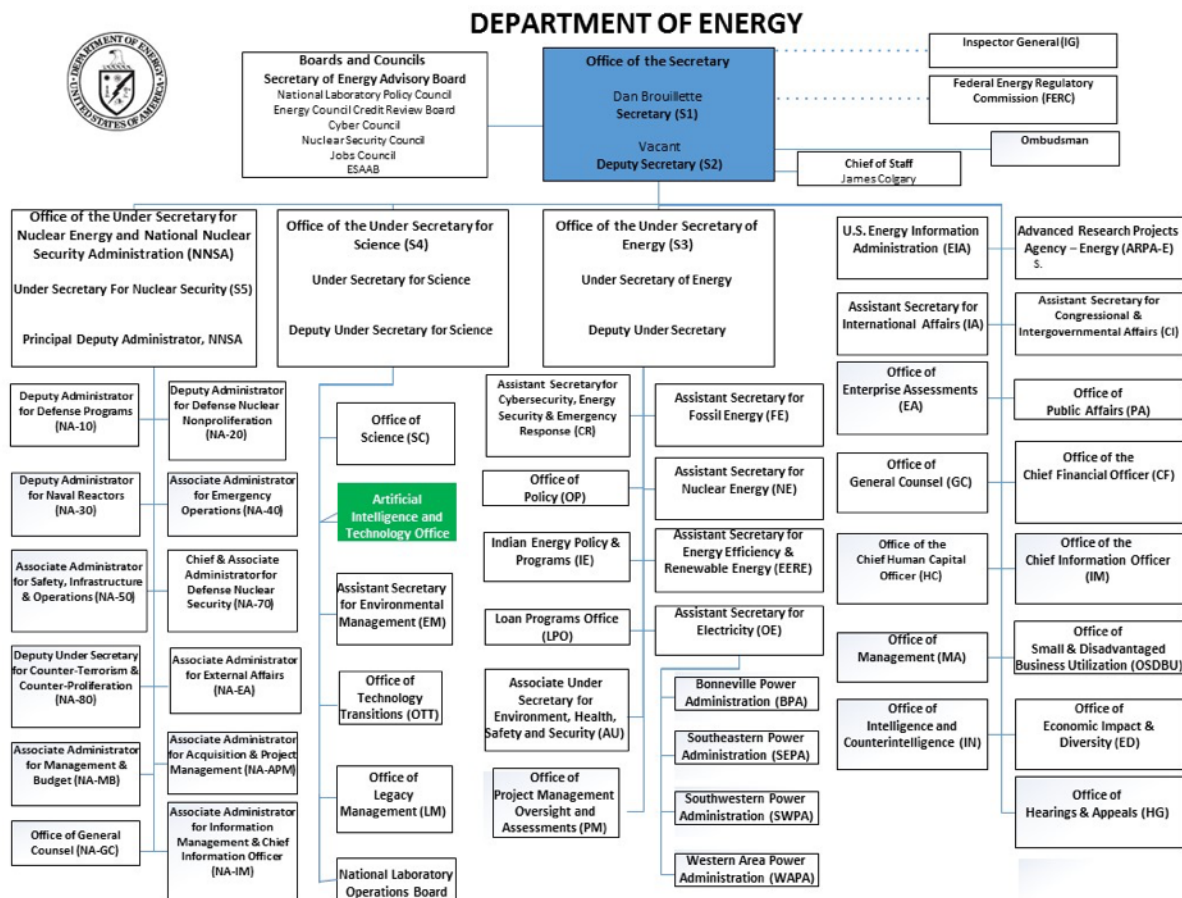 DEPARTMENT OF ENERGY
DEPARTMENT OF ENERGY
UNITED STATES OF AMERICA
Boards and Councils
Secretary of Energy Advisory Board
National Laboratory Policy Council
Energy Council Credit Review Board
Cyber Council
Nuclear Security Council
Jobs Council
ESAAB
Office of the Secretary
Dan Brouillette
Secretary (S1)
Vacant
Deputy Secretary (S2)
Inspector General (IG)
Federal Energy Regulatory
Commission (FERC)
Ombudsman
Chief of Staff
James Colgary
Office of the Under Secretary for
Nuclear Energy and National Nuclear
Security Administration (NNSA)
Under Secretary For Nuclear Security (S5)
Principal Deputy Administrator, NNSA
Office of the Under Secretary for
Science (S4)
Under Secretary for Science
Deputy Under Secretary for Science
Office of the Under Secretary of
Energy (S3)
Under Secretary of Energy
Deputy Under Secretary
U.S. Energy Information
Administration (EIA)
Advanced Research Projects
Agency – Energy (ARPA-E)
S.
Assistant Secretary for
International Affairs (IA)
Assistant Secretary for
Congressional &
Intergovernmental Affairs (CI)
Office of
Enterprise Assessments
(EA)
Office of
Public Affairs (PA)
Office of
General Counsel (GC)
Office of the
Chief Financial Officer (CF)
Office of the
Chief Human Capital
Officer (HC)
Office of the
Chief Information Officer
(IM)
Office of
Management (MA)
Office of
Small & Disadvantaged
Business Utilization (OSDBU)
Office of
Intelligence and
Counterintelligence (IN)
Office of
Economic Impact &
Diversity (ED)
Office of
Hearings & Appeals (HG)
Deputy Administrator
for Defense Programs
(NA-10)
Deputy Administrator
for Defense Nuclear
Nonproliferation
(NA-20)
Deputy Administrator
for Naval Reactors
(NA-30)
Associate Administrator
for Emergency
Operations (NA-40)
Associate Administrator
for Safety, Infrastructure
& Operations (NA-50)
Chief & Associate
Administrator for
Defense Nuclear
Security (NA-70)
Deputy Under Secretary
for Counter-Terrorism &
Counter-Proliferation
(NA-80)
Associate Administrator
for External Affairs
(NA-EA)
Associate Administrator
for Management &
Budget (NA-MB)
Associate Administrator
for Acquisition & Project
Management (NA-APM)
Office of General
Counsel (NA-GC)
Associate Administrator
for Information
Management & Chief
Information Officer
(NA-IM)
Office of
Science (SC)
Artificial
Intelligence and
Technology Office
Assistant Secretary
for Environmental
Management (EM)
Office of
Technology
Transitions (OTT)
Office of
Legacy
Management (LM)
National Laboratory
Operations Board
Assistant Secretary for
Cybersecurity, Energy
Security & Emergency
Response (CR)
Assistant Secretary for
Fossil Energy (FE)
Office of
Policy (OP)
Assistant Secretary for
Nuclear Energy (NE)
Indian Energy Policy &
Programs (IE)
Assistant Secretary for
Energy Efficiency &
Renewable Energy (EERE)
Loan Programs Office
(LPO)
Assistant Secretary for
Electricity (OE)
Associate Under
Secretary for
Environment, Health,
Safety and Security (AU)
Office of
Project Management
Oversight and
Assessments (PM)
Bonneville Power
Administration (BPA)
Southeastern Power
Administration (SEPA)
Southwestern Power
Administration (SWPA)
Western Area Power
Administration (WAPA)